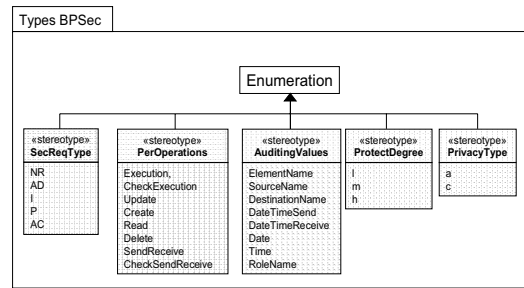 Types BPSec
Enumeration
«stereotype»
SecReqType
NR
AD
I
P
AC
«stereotype»
PerOperations
Execution,
CheckExecution
Update
Create
Read
Delete
SendReceive
CheckSendReceive
«stereotype»
AuditingValues
ElementName
SourceName
DestinationName
DateTimeSend
DateTimeReceive
Date
Time
RoleName
«stereotype»
ProtectDegree
l
m
h
«stereotype»
PrivacyType
a
c